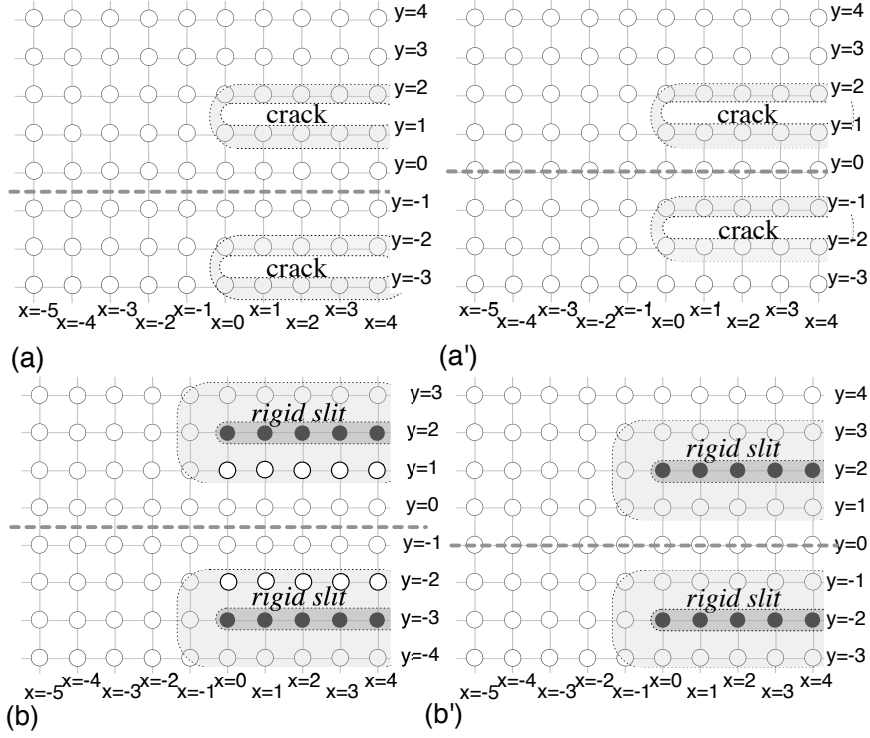 y=4
y=3
y=2
crack
y=1
y=0
y=-1
y=-2
crack
y=-3
x=-5 x=-4 x=-3 x=-2 x=-1 x=0 x=1 x=2 x=3 x=4
(a)
y=4
y=3
y=2
crack
y=1
y=0
y=-1
crack
y=-2
y=-3
x=-5 x=-4 x=-3 x=-2 x=-1 x=0 x=1 x=2 x=3 x=4
(a')
y=3
rigid slit
y=2
y=1
y=0
y=-1
y=-2
rigid slit
y=-3
y=-4
x=-5 x=-4 x=-3 x=-2 x=-1 x=0 x=1 x=2 x=3 x=4
(b)
y=4
y=3
rigid slit
y=2
y=1
y=0
y=-1
rigid slit
y=-2
y=-3
x=-5 x=-4 x=-3 x=-2 x=-1 x=0 x=1 x=2 x=3 x=4
(b')